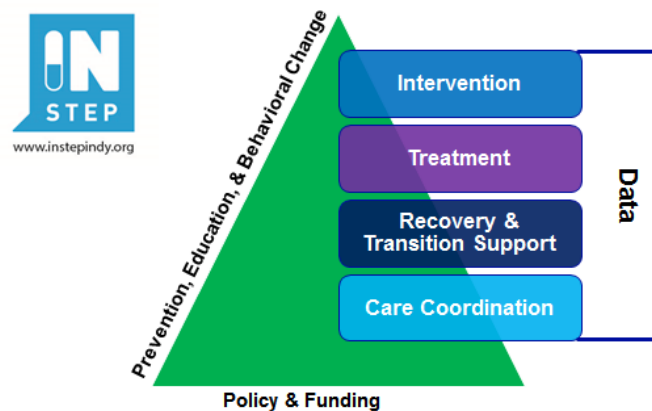 IN
STEP
www.instepindy.org
Prevention, Education, & Behavioral Change
Intervention
Treatment
Recovery &
Transition Support
Care Coordination
Data
Policy & Funding